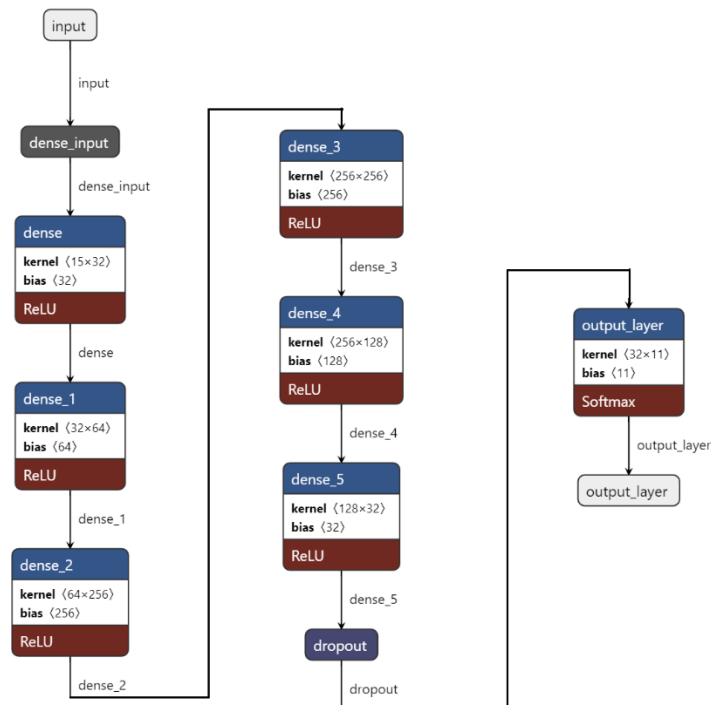 input
input
dense_input
dense_input
dense
kernel ⟨15×32⟩
bias ⟨32⟩
ReLU
dense
dense_1
kernel ⟨32×64⟩
bias ⟨64⟩
ReLU
dense_1
dense_2
kernel ⟨64×256⟩
bias ⟨256⟩
ReLU
dense_2
dense_3
kernel ⟨256×256⟩
bias ⟨256⟩
ReLU
dense_3
dense_4
kernel ⟨256×128⟩
bias ⟨128⟩
ReLU
dense_4
dense_5
kernel ⟨128×32⟩
bias ⟨32⟩
ReLU
dense_5
dropout
dropout
output_layer
kernel ⟨32×11⟩
bias ⟨11⟩
Softmax
output_layer
output_layer